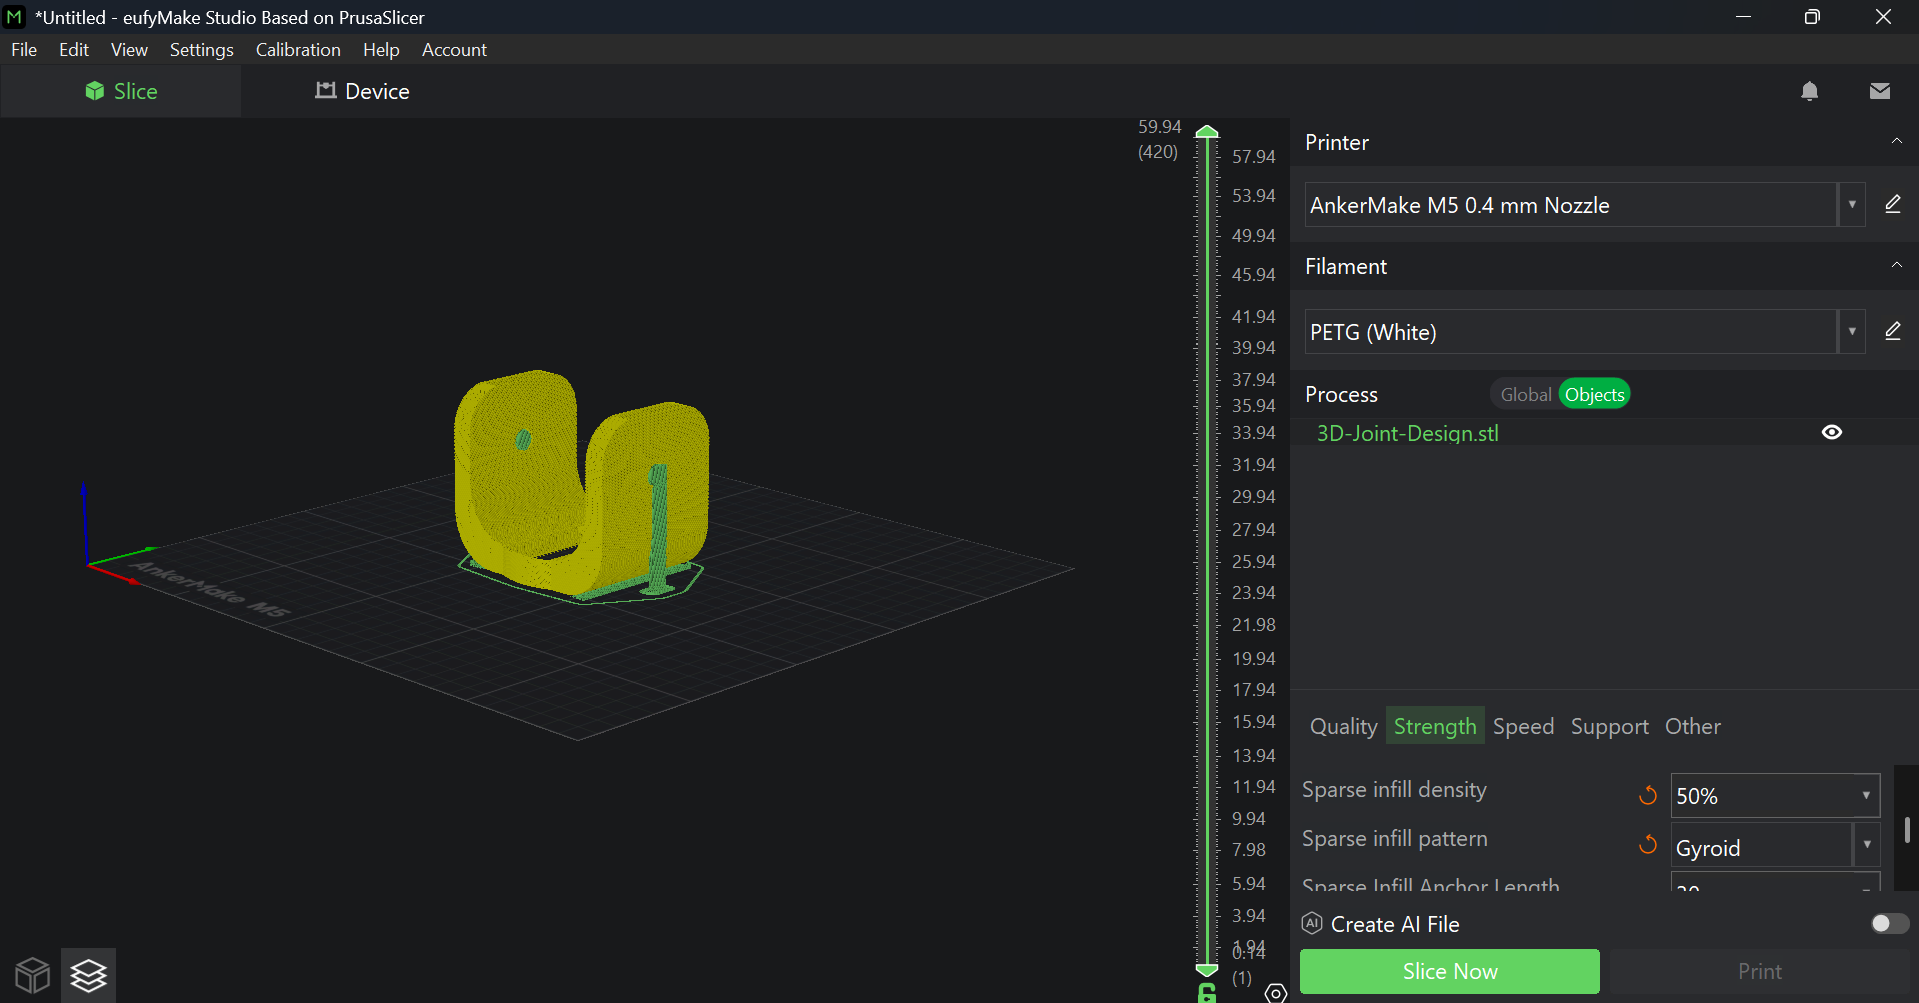 M *Untitled - eufyMake Studio Based on PrusaSlicer
File Edit View Settings Calibration Help Account
Slice Device
59.94
(420)
57.94
53.94
49.94
45.94
41.94
39.94
37.94
35.94
33.94
31.94
29.94
27.94
25.94
23.94
21.98
19.94
17.94
15.94
13.94
11.94
9.94
7.98
5.94
3.94
1.94
0.14
(1)
AnkerMake M5
Printer
AnkerMake M5 0.4 mm Nozzle
Filament
PETG (White)
Process Global Objects
3D-Joint-Design.stl
Quality Strength Speed Support Other
Sparse infill density 50%
Sparse infill pattern Gyroid
Sparse Infill Anchor Length 20
AI Create AI File
Slice Now Print